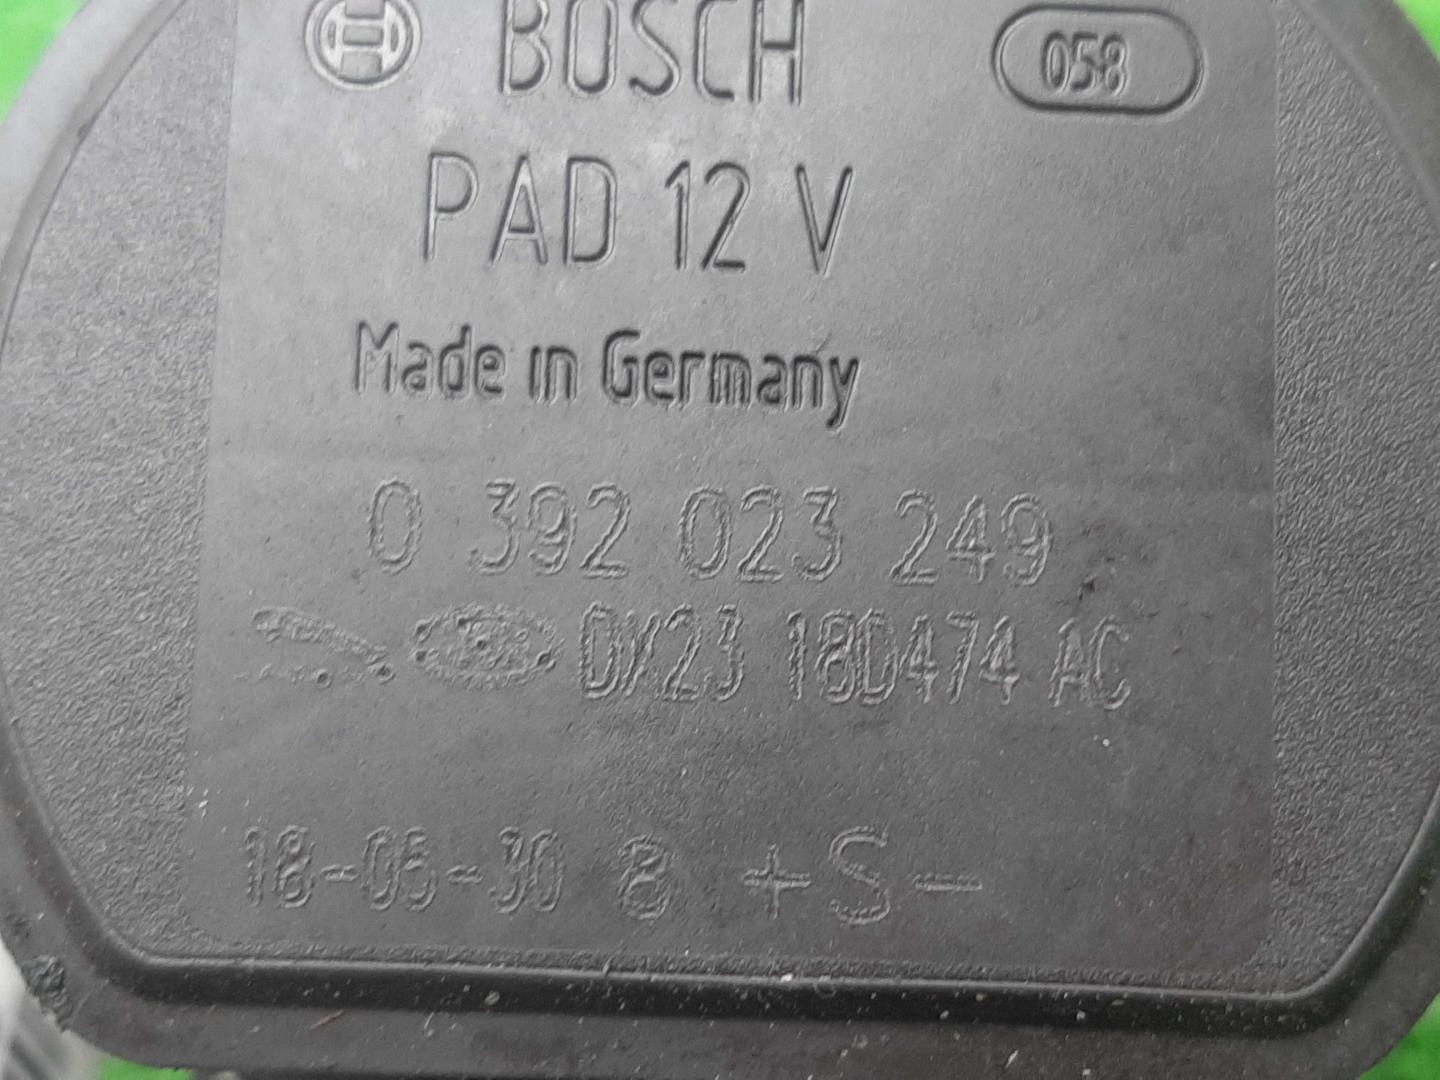 BOSCH 058
PAD 12 V
Made in Germany
0 392 023 249
DX23 18D474 AC
18-05-30 8 + S -